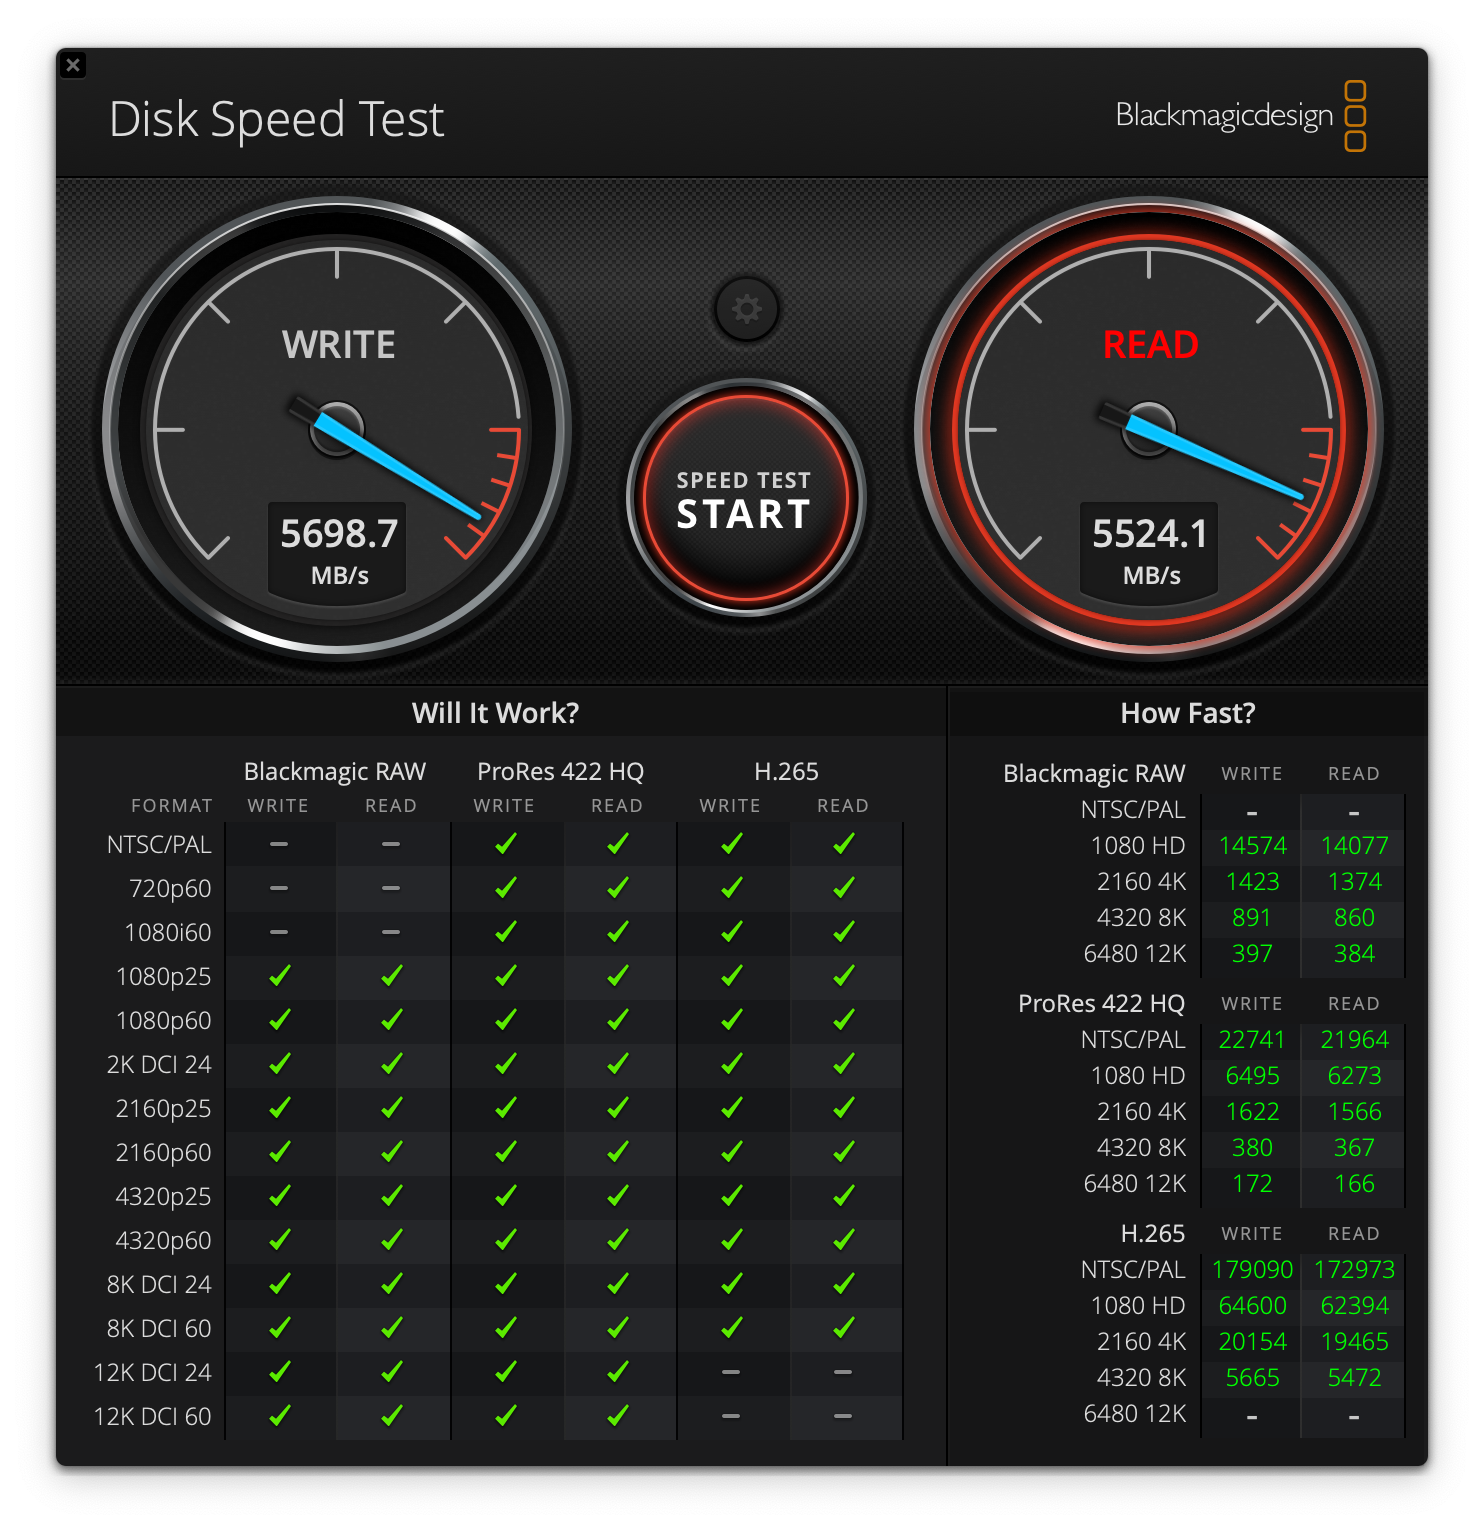 Disk Speed Test
Blackmagicdesign
WRITE
READ
SPEED TEST
START
5698.7
MB/s
5524.1
MB/s
Will It Work?
Blackmagic RAW ProRes 422 HQ H.265
FORMAT WRITE READ WRITE READ WRITE READ
NTSC/PAL – – ✓ ✓ ✓ ✓
720p60 – – ✓ ✓ ✓ ✓
1080i60 – – ✓ ✓ ✓ ✓
1080p25 ✓ ✓ ✓ ✓ ✓ ✓
1080p60 ✓ ✓ ✓ ✓ ✓ ✓
2K DCI 24 ✓ ✓ ✓ ✓ ✓ ✓
2160p25 ✓ ✓ ✓ ✓ ✓ ✓
2160p60 ✓ ✓ ✓ ✓ ✓ ✓
4320p25 ✓ ✓ ✓ ✓ ✓ ✓
4320p60 ✓ ✓ ✓ ✓ ✓ ✓
8K DCI 24 ✓ ✓ ✓ ✓ ✓ ✓
8K DCI 60 ✓ ✓ ✓ ✓ ✓ ✓
12K DCI 24 ✓ ✓ ✓ ✓ – –
12K DCI 60 ✓ ✓ ✓ ✓ – –
How Fast?
Blackmagic RAW WRITE READ
NTSC/PAL - -
1080 HD 14574 14077
2160 4K 1423 1374
4320 8K 891 860
6480 12K 397 384
ProRes 422 HQ WRITE READ
NTSC/PAL 22741 21964
1080 HD 6495 6273
2160 4K 1622 1566
4320 8K 380 367
6480 12K 172 166
H.265 WRITE READ
NTSC/PAL 179090 172973
1080 HD 64600 62394
2160 4K 20154 19465
4320 8K 5665 5472
6480 12K - -